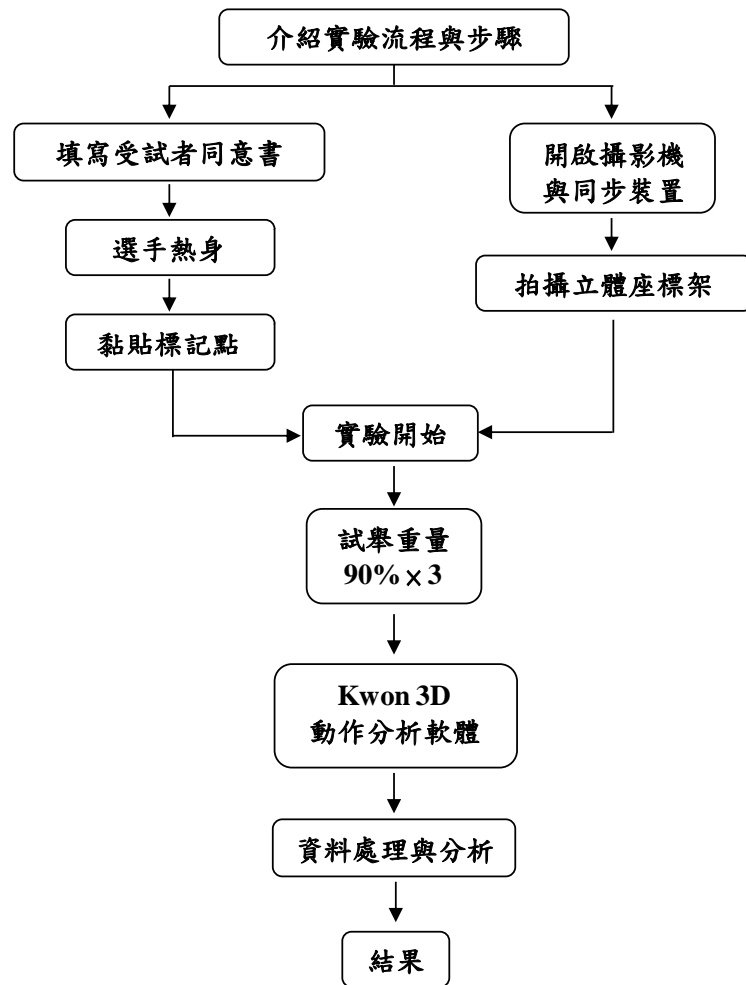 介紹實驗流程與步驟
填寫受試者同意書
開啟攝影機
與同步裝置
選手熱身
拍攝立體座標架
黏貼標記點
實驗開始
試舉重量
90%×3
Kwon 3D
動作分析軟體
資料處理與分析
結果